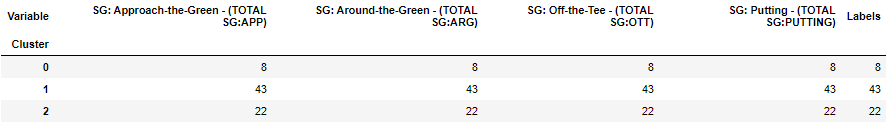 Variable SG: Approach-the-Green - (TOTAL SG:APP) SG: Around-the-Green - (TOTAL SG:ARG) SG: Off-the-Tee - (TOTAL SG:OTT) SG: Putting - (TOTAL SG:PUTTING) Labels
Cluster
0 8 8 8 8 8
1 43 43 43 43 43
2 22 22 22 22 22